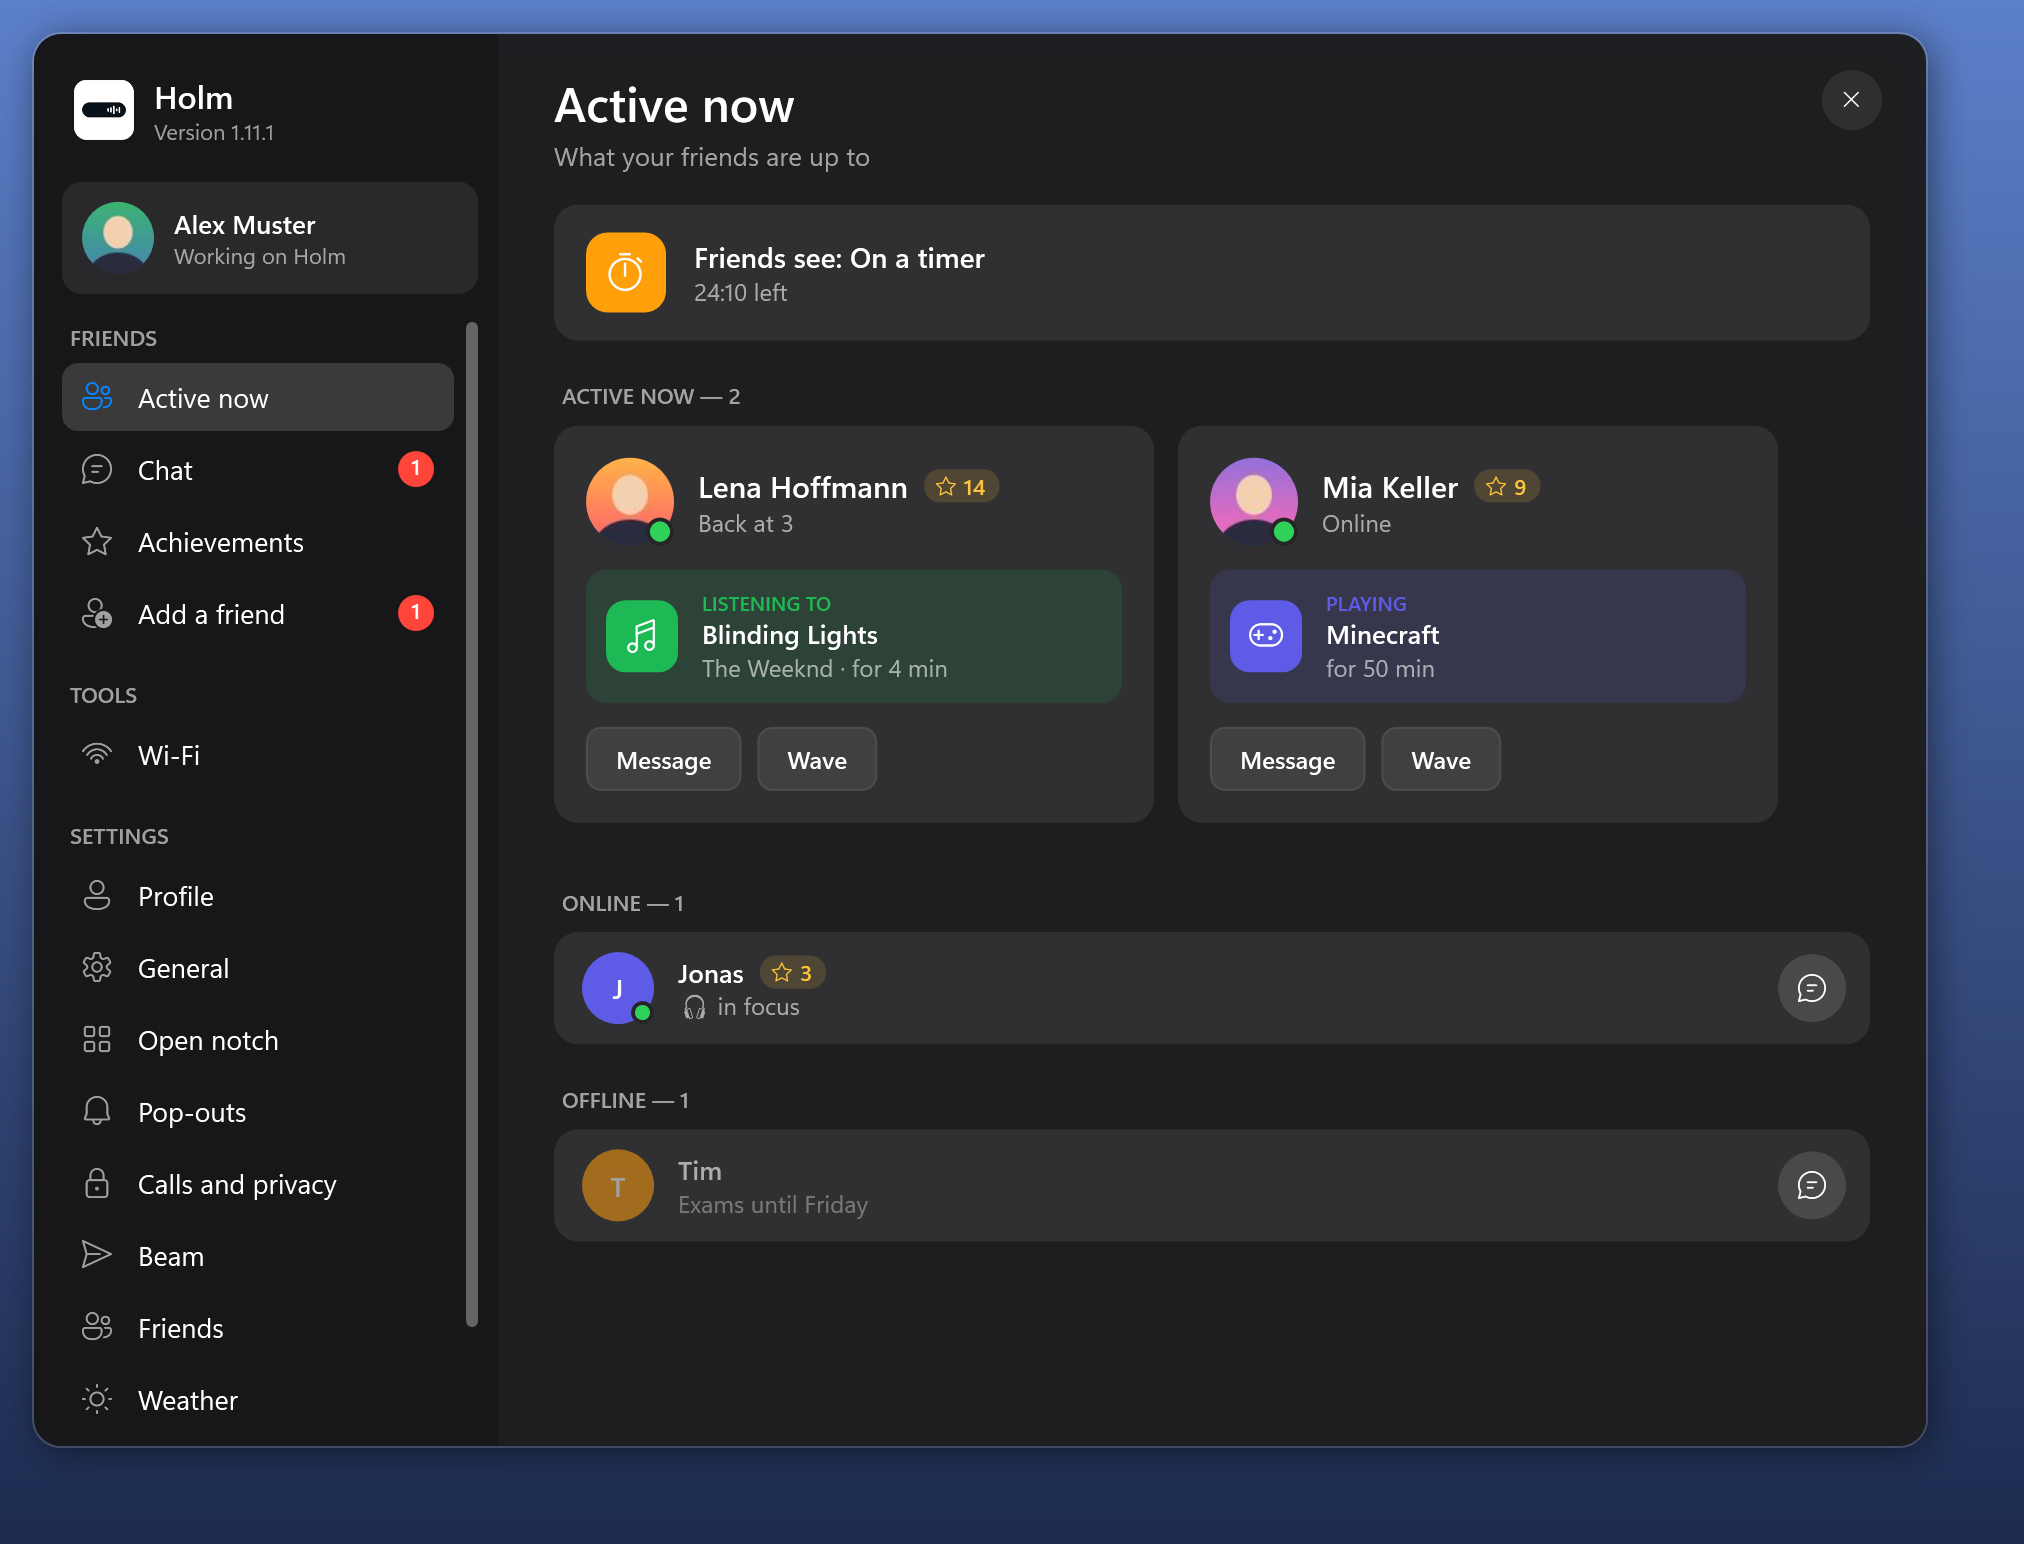 Holm
Version 1.11.1
Alex Muster
Working on Holm
FRIENDS
Active now
Chat
1
Achievements
Add a friend
1
TOOLS
Wi-Fi
SETTINGS
Profile
General
Open notch
Pop-outs
Calls and privacy
Beam
Friends
Weather
Active now
What your friends are up to
Friends see: On a timer
24:10 left
ACTIVE NOW — 2
Lena Hoffmann
14
Back at 3
LISTENING TO
Blinding Lights
The Weeknd · for 4 min
Message
Wave
Mia Keller
9
Online
PLAYING
Minecraft
for 50 min
Message
Wave
ONLINE — 1
J
Jonas
3
in focus
OFFLINE — 1
T
Tim
Exams until Friday